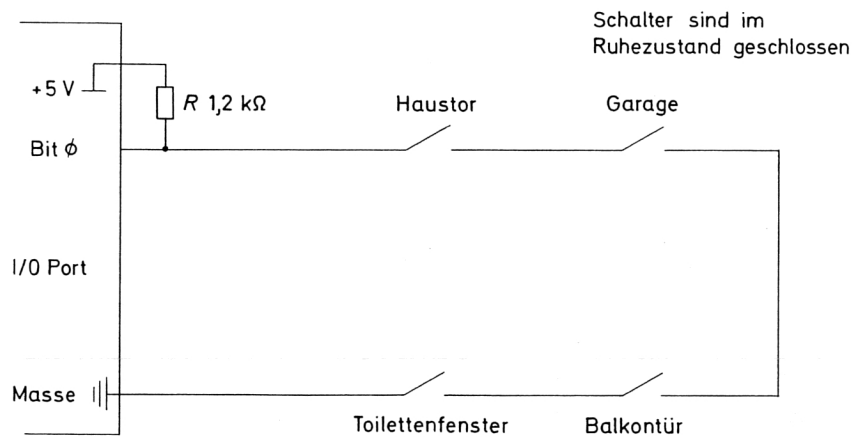 Schalter sind im
Ruhezustand geschlossen
+5 V
R 1,2 kΩ
Haustor
Garage
Bit ϕ
I/O Port
Masse
Toilettenfenster
Balkontür